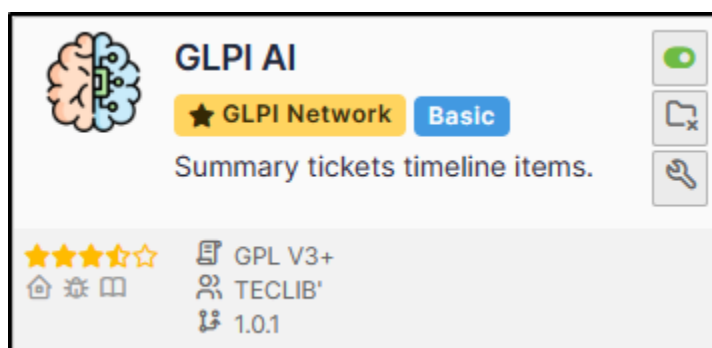 GLPI AI
GLPI Network Basic
Summary tickets timeline items.
GPL V3+
TECLIB'
1.0.1